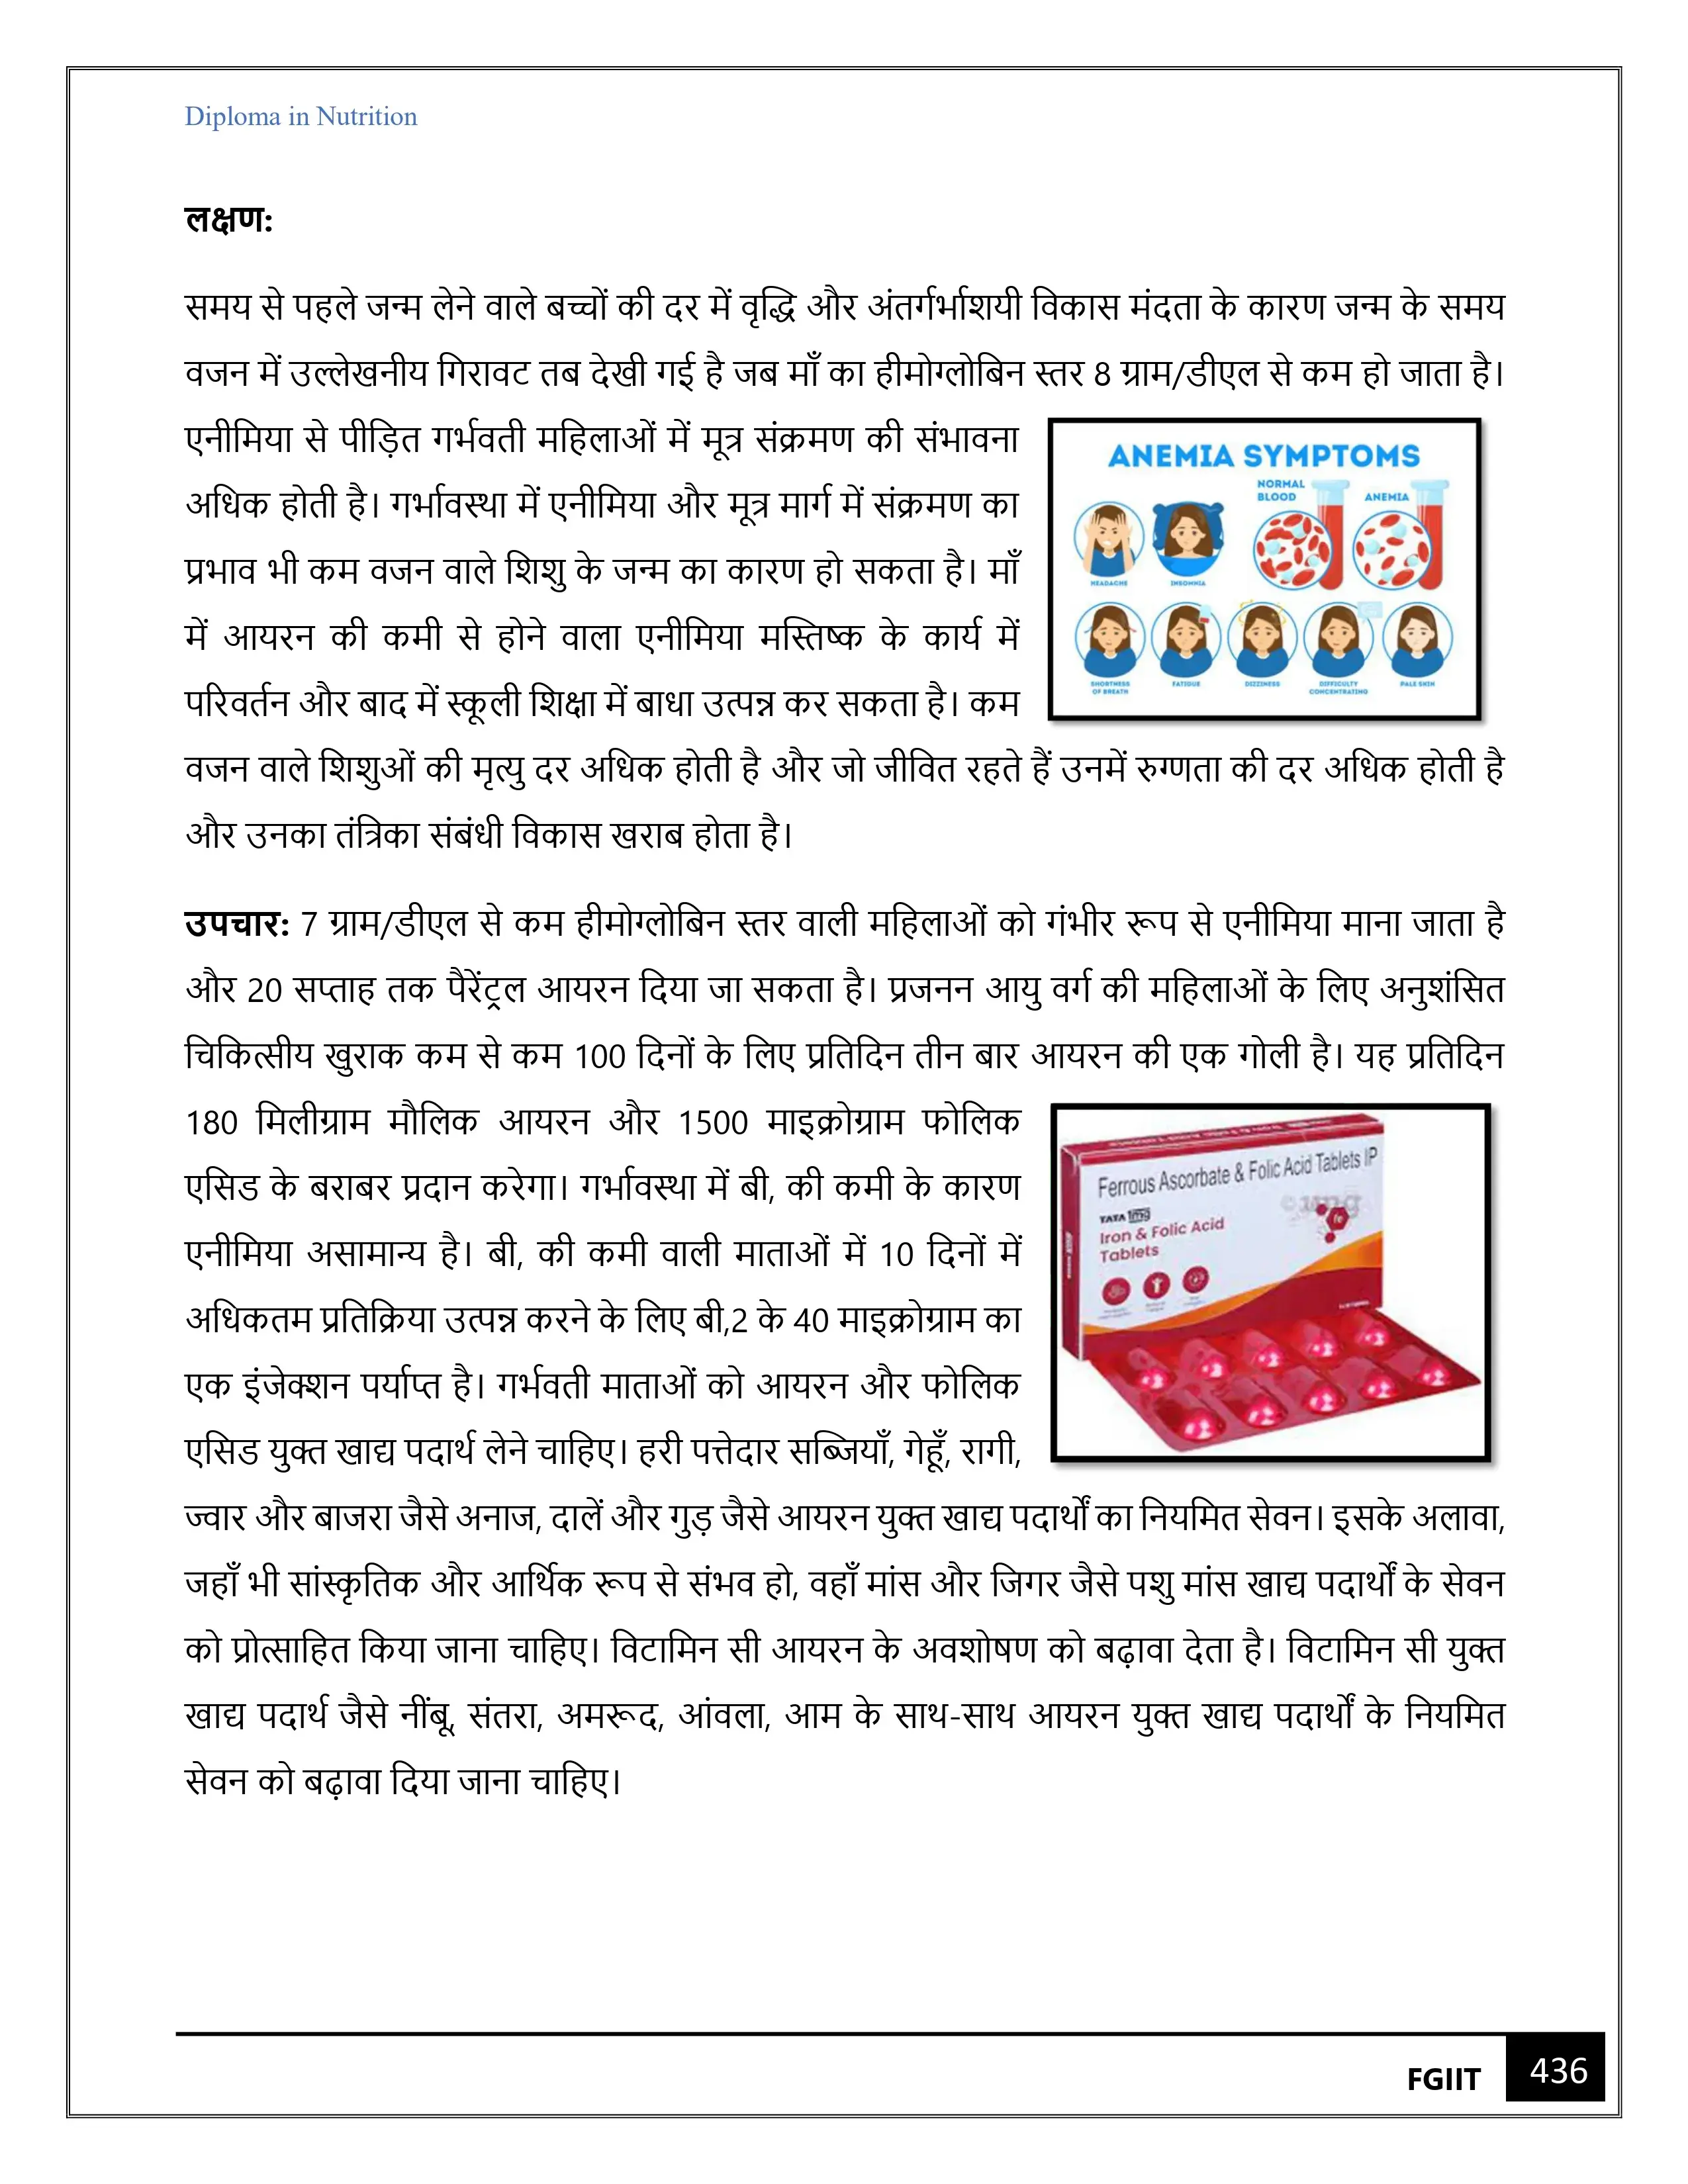 Diploma in Nutrition
लक्षण:
समय से पहले जन्म लेने वाले बच्चों की दर में वृद्धि और अंतर्गर्भाशयी विकास मंदता के कारण जन्म के समय
वजन में उल्लेखनीय गिरावट तब देखी गई है जब माँ का हीमोग्लोबिन स्तर 8 ग्राम/डीएल से कम हो जाता है।
एनीमिया से पीड़ित गर्भवती महिलाओं में मूत्र संक्रमण की संभावना
अधिक होती है। गर्भावस्था में एनीमिया और मूत्र मार्ग में संक्रमण का
प्रभाव भी कम वजन वाले शिशु के जन्म का कारण हो सकता है। माँ
में आयरन की कमी से होने वाला एनीमिया मस्तिष्क के कार्य में
परिवर्तन और बाद में स्कूली शिक्षा में बाधा उत्पन्न कर सकता है। कम
वजन वाले शिशुओं की मृत्यु दर अधिक होती है और जो जीवित रहते हैं उनमें रुग्णता की दर अधिक होती है
और उनका तंत्रिका संबंधी विकास खराब होता है।
ANEMIA SYMPTOMS
NORMAL
BLOOD
ANEMIA
HEADACHE
INSOMNIA
SHORTNESS
OF BREATH
FATIGUE
DIZZINESS
DIFFICULTY
CONCENTRATING
PALE SKIN
उपचार: 7 ग्राम/डीएल से कम हीमोग्लोबिन स्तर वाली महिलाओं को गंभीर रूप से एनीमिया माना जाता है
और 20 सप्ताह तक पैरेंट्रल आयरन दिया जा सकता है। प्रजनन आयु वर्ग की महिलाओं के लिए अनुशंसित
चिकित्सीय खुराक कम से कम 100 दिनों के लिए प्रतिदिन तीन बार आयरन की एक गोली है। यह प्रतिदिन
180 मिलीग्राम मौलिक आयरन और 1500 माइक्रोग्राम फोलिक
एसिड के बराबर प्रदान करेगा। गर्भावस्था में बी, की कमी के कारण
एनीमिया असामान्य है। बी, की कमी वाली माताओं में 10 दिनों में
अधिकतम प्रतिक्रिया उत्पन्न करने के लिए बी,2 के 40 माइक्रोग्राम का
एक इंजेक्शन पर्याप्त है। गर्भवती माताओं को आयरन और फोलिक
एसिड युक्त खाद्य पदार्थ लेने चाहिए। हरी पत्तेदार सब्जियाँ, गेहूँ, रागी,
ज्वार और बाजरा जैसे अनाज, दालें और गुड़ जैसे आयरन युक्त खाद्य पदार्थों का नियमित सेवन। इसके अलावा,
जहाँ भी सांस्कृतिक और आर्थिक रूप से संभव हो, वहाँ मांस और जिगर जैसे पशु मांस खाद्य पदार्थों के सेवन
को प्रोत्साहित किया जाना चाहिए। विटामिन सी आयरन के अवशोषण को बढ़ावा देता है। विटामिन सी युक्त
खाद्य पदार्थ जैसे नींबू, संतरा, अमरूद, आंवला, आम के साथ-साथ आयरन युक्त खाद्य पदार्थों के नियमित
सेवन को बढ़ावा दिया जाना चाहिए।
Ferrous Ascorbate & Folic Acid Tablets IP
TATA 1mg
Iron & Folic Acid
Tablets
fe
FGIIT
436